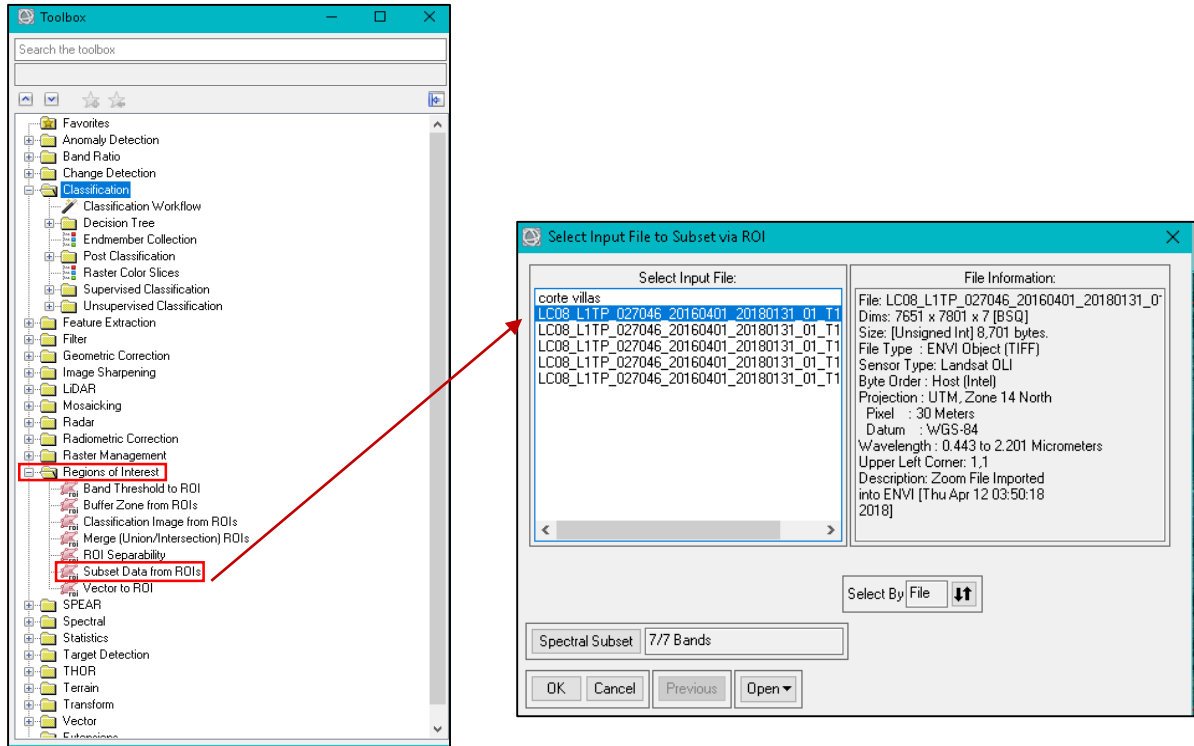 Toolbox
Search the toolbox
Favorites
Anomaly Detection
Band Ratio
Change Detection
Classification
Classification Workflow
Decision Tree
Endmember Collection
Post Classification
Raster Color Slices
Supervised Classification
Unsupervised Classification
Feature Extraction
Filter
Geometric Correction
Image Sharpening
LiDAR
Mosaicking
Radar
Radiometric Correction
Raster Management
Regions of Interest
Band Threshold to ROI
Buffer Zone from ROIs
Classification Image from ROIs
Merge (Union/Intersection) ROIs
ROI Separability
Subset Data from ROIs
Vector to ROI
SPEAR
Spectral
Statistics
Target Detection
THOR
Terrain
Transform
Vector
Extensions
Select Input File to Subset via ROI
Select Input File:
corte villas
LC08_L1TP_027046_20160401_20180131_01_T1
LC08_L1TP_027046_20160401_20180131_01_T1
LC08_L1TP_027046_20160401_20180131_01_T1
LC08_L1TP_027046_20160401_20180131_01_T1
LC08_L1TP_027046_20160401_20180131_01_T1
File Information:
File: LC08_L1TP_027046_20160401_20180131_0
Dims: 7651 x 7801 x 7 [BSQ]
Size: [Unsigned Int] 8,701 bytes.
File Type : ENVI Object (TIFF)
Sensor Type: Landsat OLI
Byte Order : Host (Intel)
Projection : UTM, Zone 14 North
Pixel : 30 Meters
Datum : WGS-84
Wavelength : 0.443 to 2.201 Micrometers
Upper Left Corner: 1,1
Description: Zoom File Imported
into ENVI [Thu Apr 12 03:50:18
2018]
Select By File
Spectral Subset 7/7 Bands
OK Cancel Previous Open